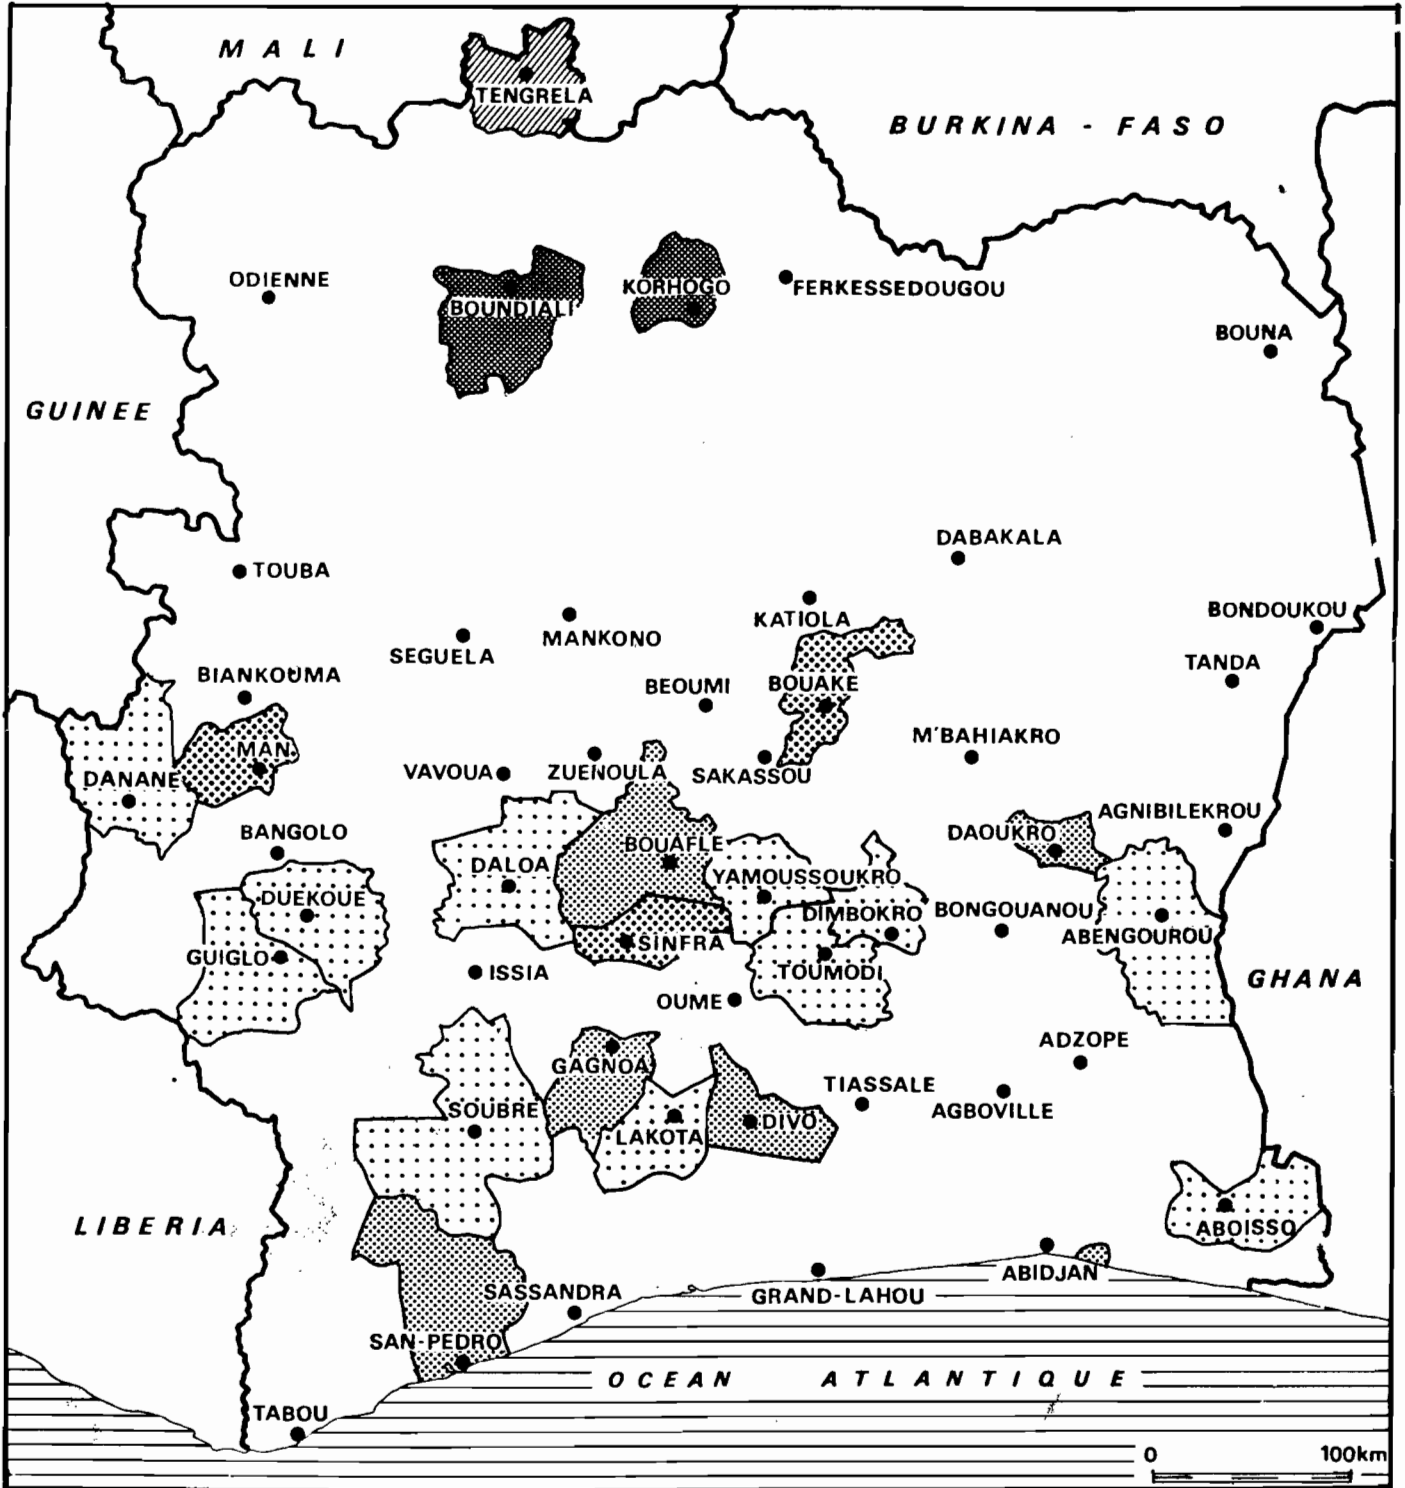 MALI
TENGRELA
BURKINA - FASO
ODIENNE
BOUNDIALI
KORHOGO
FERKESSEDOUGOU
BOUNA
GUINEE
DABAKALA
TOUBA
KATIOLA
BONDOUKOU
MANKONO
SEGUELA
TANDA
BIANKOUMA
BEOUMI
BOUAKE
M'BAHIAKRO
MAN
DANANE
VAVOUA
ZUENOULA
SAKASSOU
AGNIBILEKROU
BANGOLO
DAOUKRO
BOUAFLE
DALOA
YAMOUSSOUKRO
DUEKOUE
DIMBOKRO
BONGOUANOU
ABENGOUROU
SINFRA
GUIGLO
ISSIA
TOUMODI
GHANA
OUME
ADZOPE
GAGNOA
TIASSALE
AGBOVILLE
SOUBRE
LAKOTA
DIVO
LIBERIA
ABOISSO
ABIDJAN
SASSANDRA
GRAND-LAHOU
SAN-PEDRO
OCEAN ATLANTIQUE
TABOU
0 100km